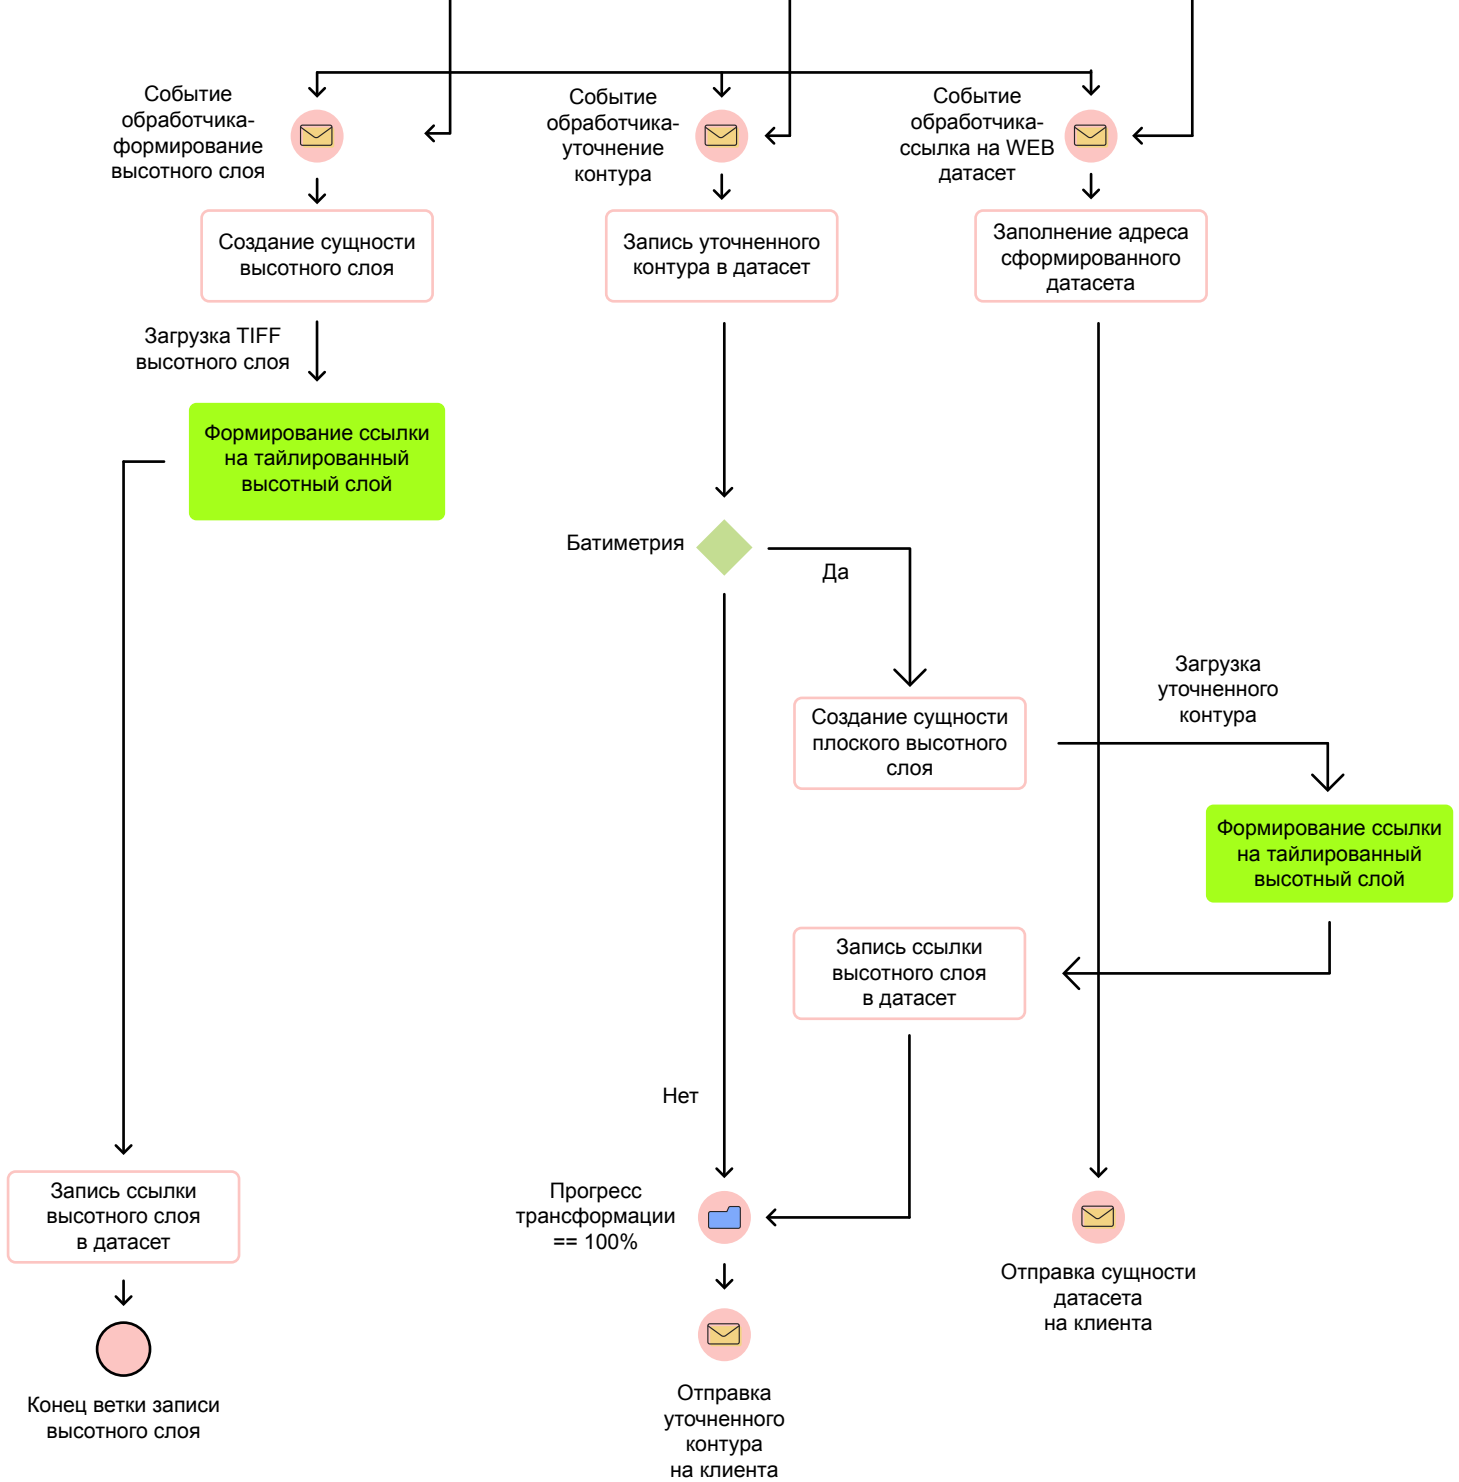 Событие
обработчика-
формирование
высотного слоя
Событие
обработчика-
уточнение
контура
Событие
обработчика-
ссылка на WEB
датасет
Создание сущности
высотного слоя
Запись уточненного
контура в датасет
Заполнение адреса
сформированного
датасета
Загрузка TIFF
высотного слоя
Формирование ссылки
на тайлированный
высотный слой
Батиметрия
Да
Загрузка
уточненного
контура
Создание сущности
плоского высотного
слоя
Формирование ссылки
на тайлированный
высотный слой
Запись ссылки
высотного слоя
в датасет
Нет
Запись ссылки
высотного слоя
в датасет
Прогресс
трансформации
== 100%
Отправка сущности
датасета
на клиента
Конец ветки записи
высотного слоя
Отправка
уточненного
контура
на клиента